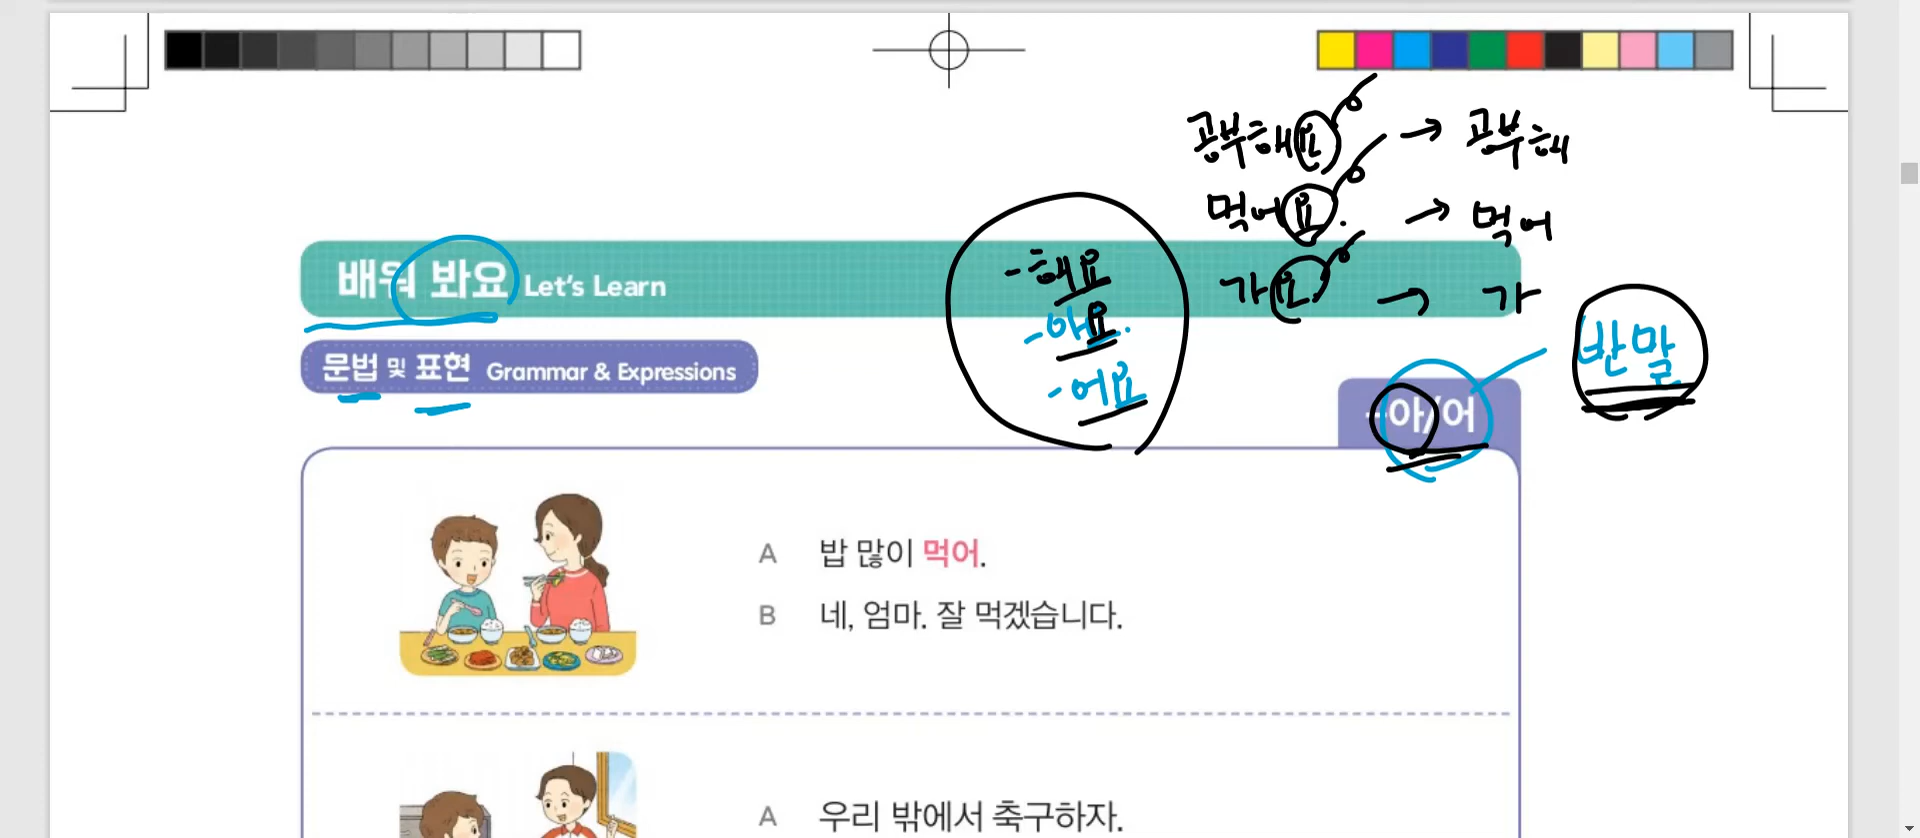 공부해요 → 공부해
먹어요. → 먹어
가요. → 가
-해요
-아요.
-어요
반말
배워 봐요 Let's Learn
문법 및 표현 Grammar & Expressions
-아/어
A 밥 많이 먹어.
B 네, 엄마. 잘 먹겠습니다.
A 우리 밖에서 축구하자.